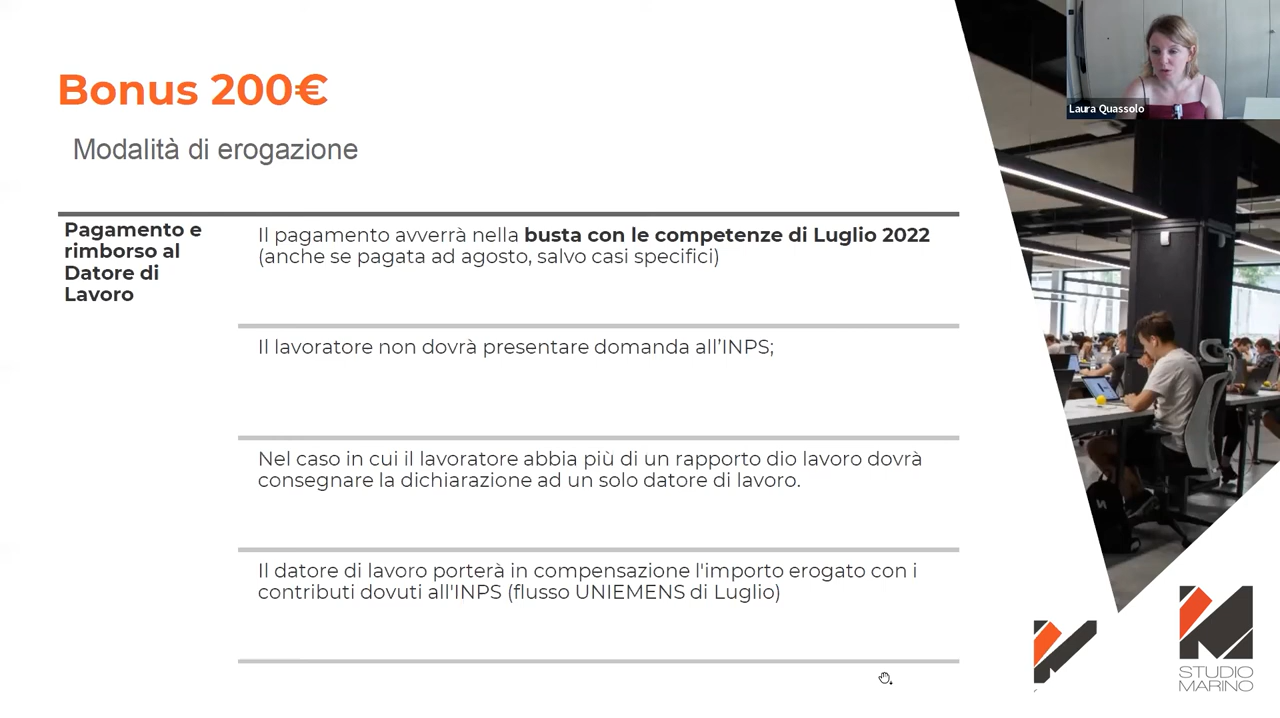 Bonus 200€
Modalità di erogazione
Pagamento e
rimborso al
Datore di
Lavoro
Il pagamento avverrà nella busta con le competenze di Luglio 2022
(anche se pagata ad agosto, salvo casi specifici)
Il lavoratore non dovrà presentare domanda all'INPS;
Nel caso in cui il lavoratore abbia più di un rapporto dio lavoro dovrà
consegnare la dichiarazione ad un solo datore di lavoro.
Il datore di lavoro porterà in compensazione l'importo erogato con i
contributi dovuti all'INPS (flusso UNIEMENS di Luglio)
Laura Quassolo
STUDIO
MARINO